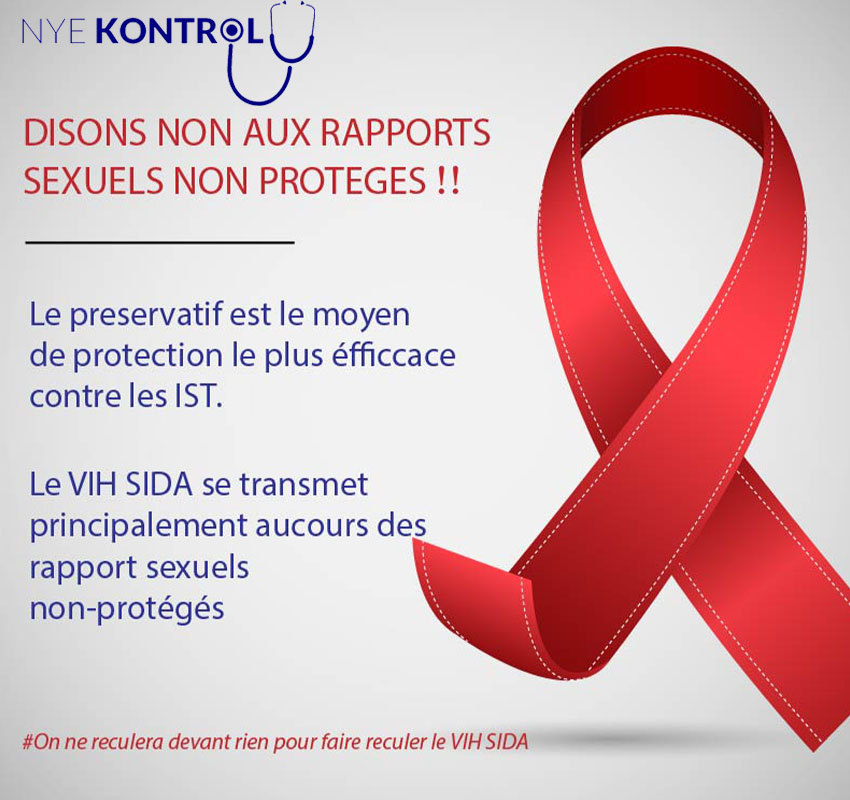 NYE KONTROL
DISONS NON AUX RAPPORTS
SEXUELS NON PROTEGES !!
Le preservatif est le moyen
de protection le plus éfficcace
contre les IST.
Le VIH SIDA se transmet
principalement aucours des
rapport sexuels
non-protégés
#On ne reculera devant rien pour faire reculer le VIH SIDA